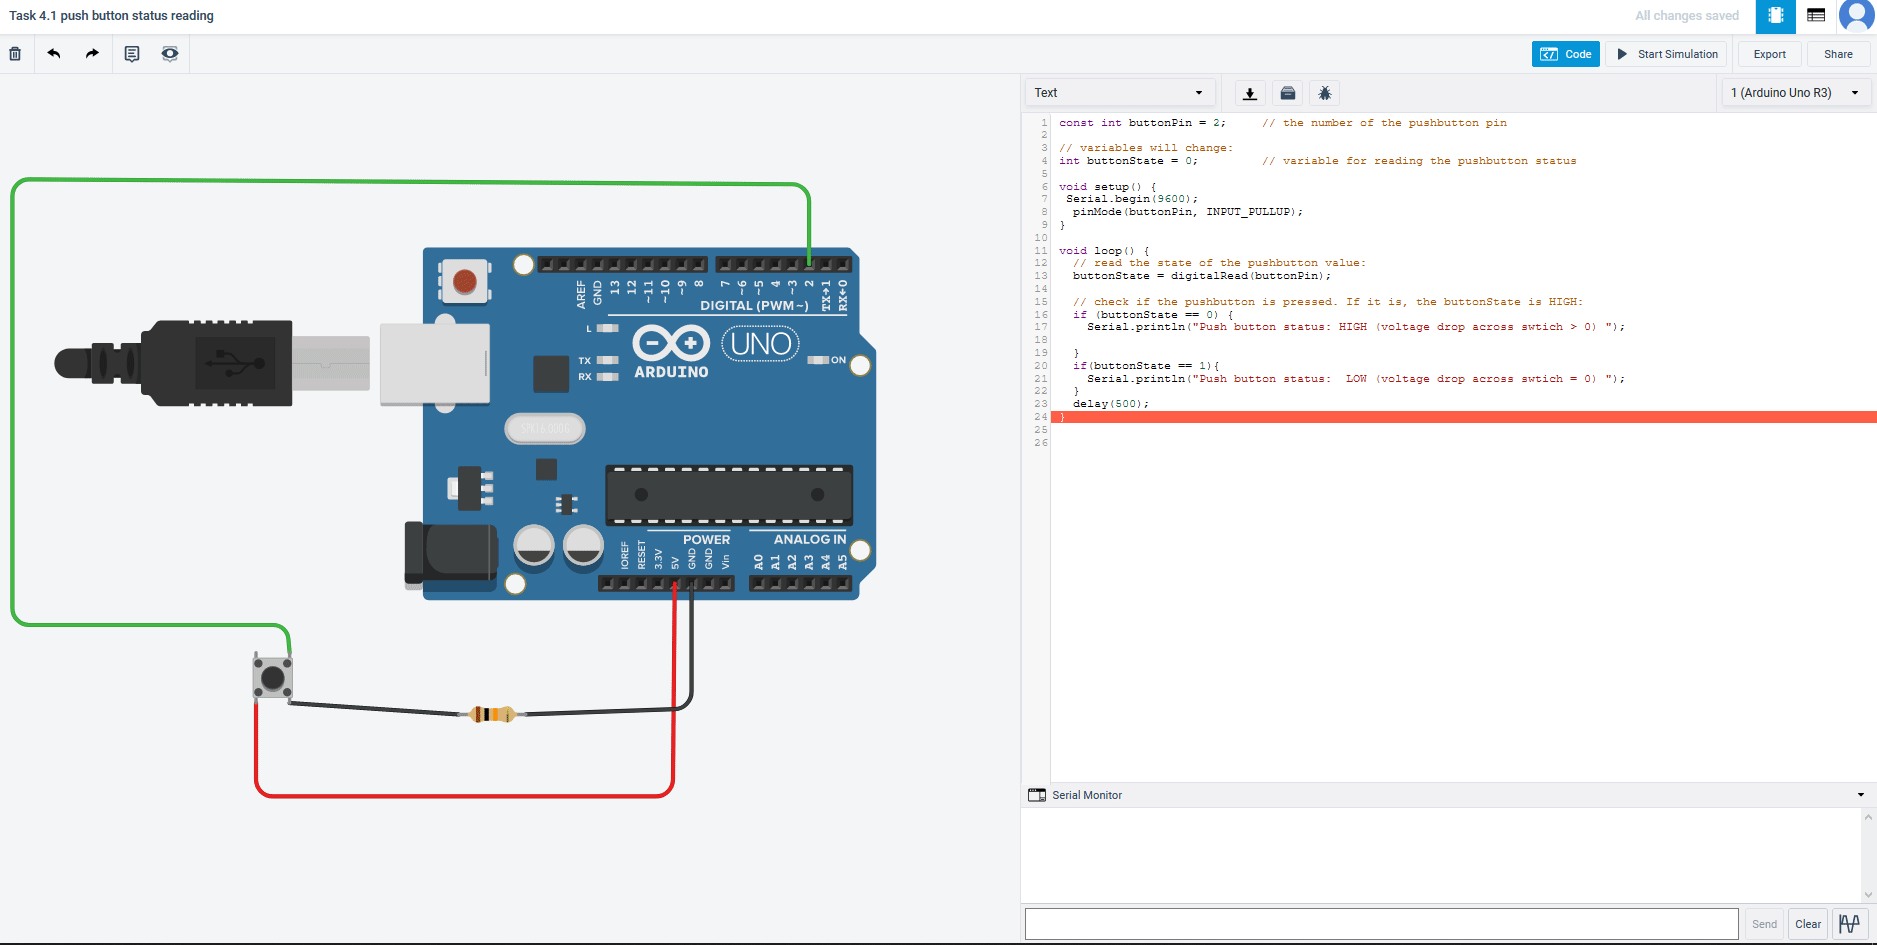 Task 4.1 push button status reading
All changes saved
Code
Start Simulation
Export
Share
Text
1 (Arduino Uno R3)
1 const int buttonPin = 2;     // the number of the pushbutton pin
2
3 // variables will change:
4 int buttonState = 0;         // variable for reading the pushbutton status
5
6 void setup() {
7  Serial.begin(9600);
8   pinMode(buttonPin, INPUT_PULLUP);
9 }
10
11 void loop() {
12   // read the state of the pushbutton value:
13   buttonState = digitalRead(buttonPin);
14
15   // check if the pushbutton is pressed. If it is, the buttonState is HIGH:
16   if (buttonState == 0) {
17     Serial.println("Push button status: HIGH (voltage drop across swtich > 0) ");
18
19   }
20   if(buttonState == 1){
21     Serial.println("Push button status:  LOW (voltage drop across swtich = 0) ");
22   }
23   delay(500);
24 }
25
26
AREF
GND
13
12
~11
~10
~9
8
7
~6
~5
4
~3
2
TX→1
RX←0
DIGITAL (PWM~)
L
TX
RX
ARDUINO
UNO
ON
POWER
ANALOG IN
IOREF
RESET
3.3V
5V
GND
GND
Vin
A0
A1
A2
A3
A4
A5
Serial Monitor
Send
Clear